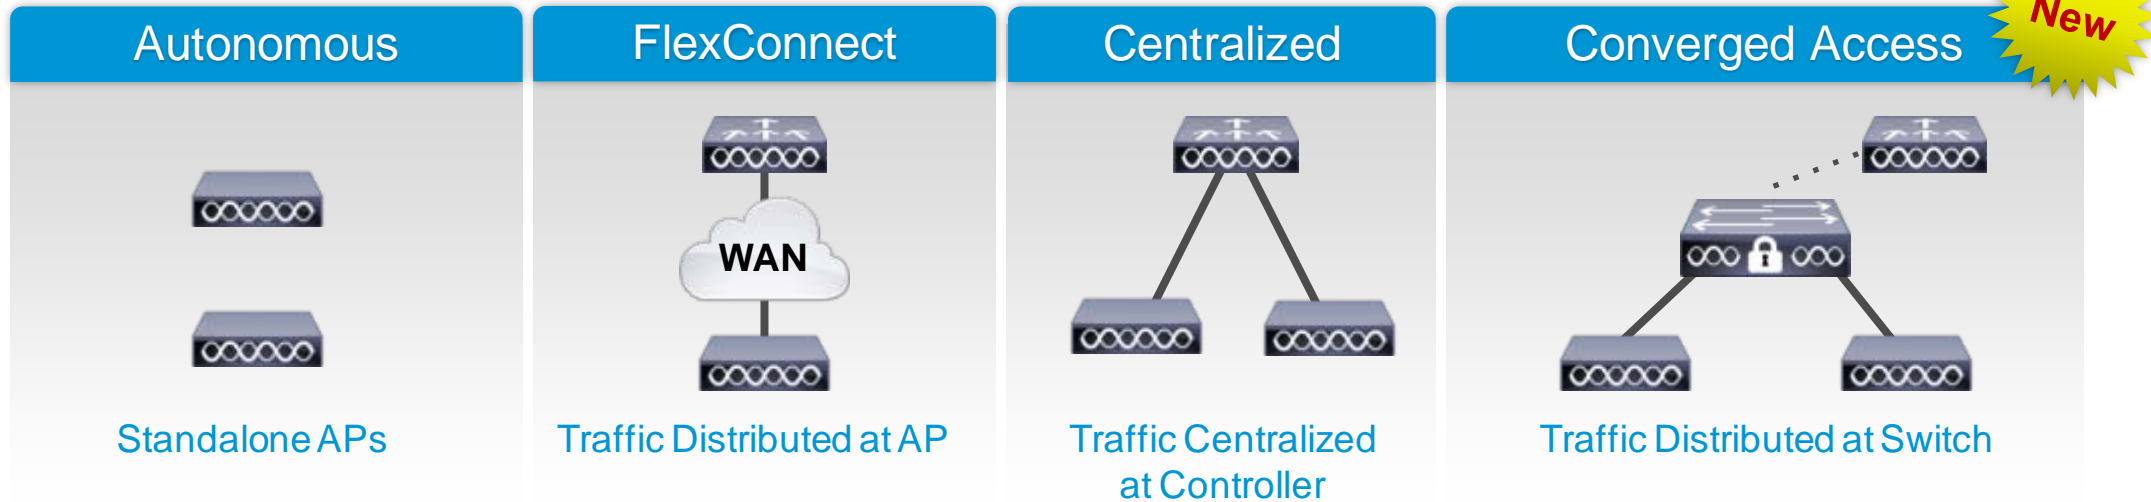 Autonomous
FlexConnect
Centralized
Converged Access
New
WAN
Standalone APs
Traffic Distributed at AP
Traffic Centralized
at Controller
Traffic Distributed at Switch